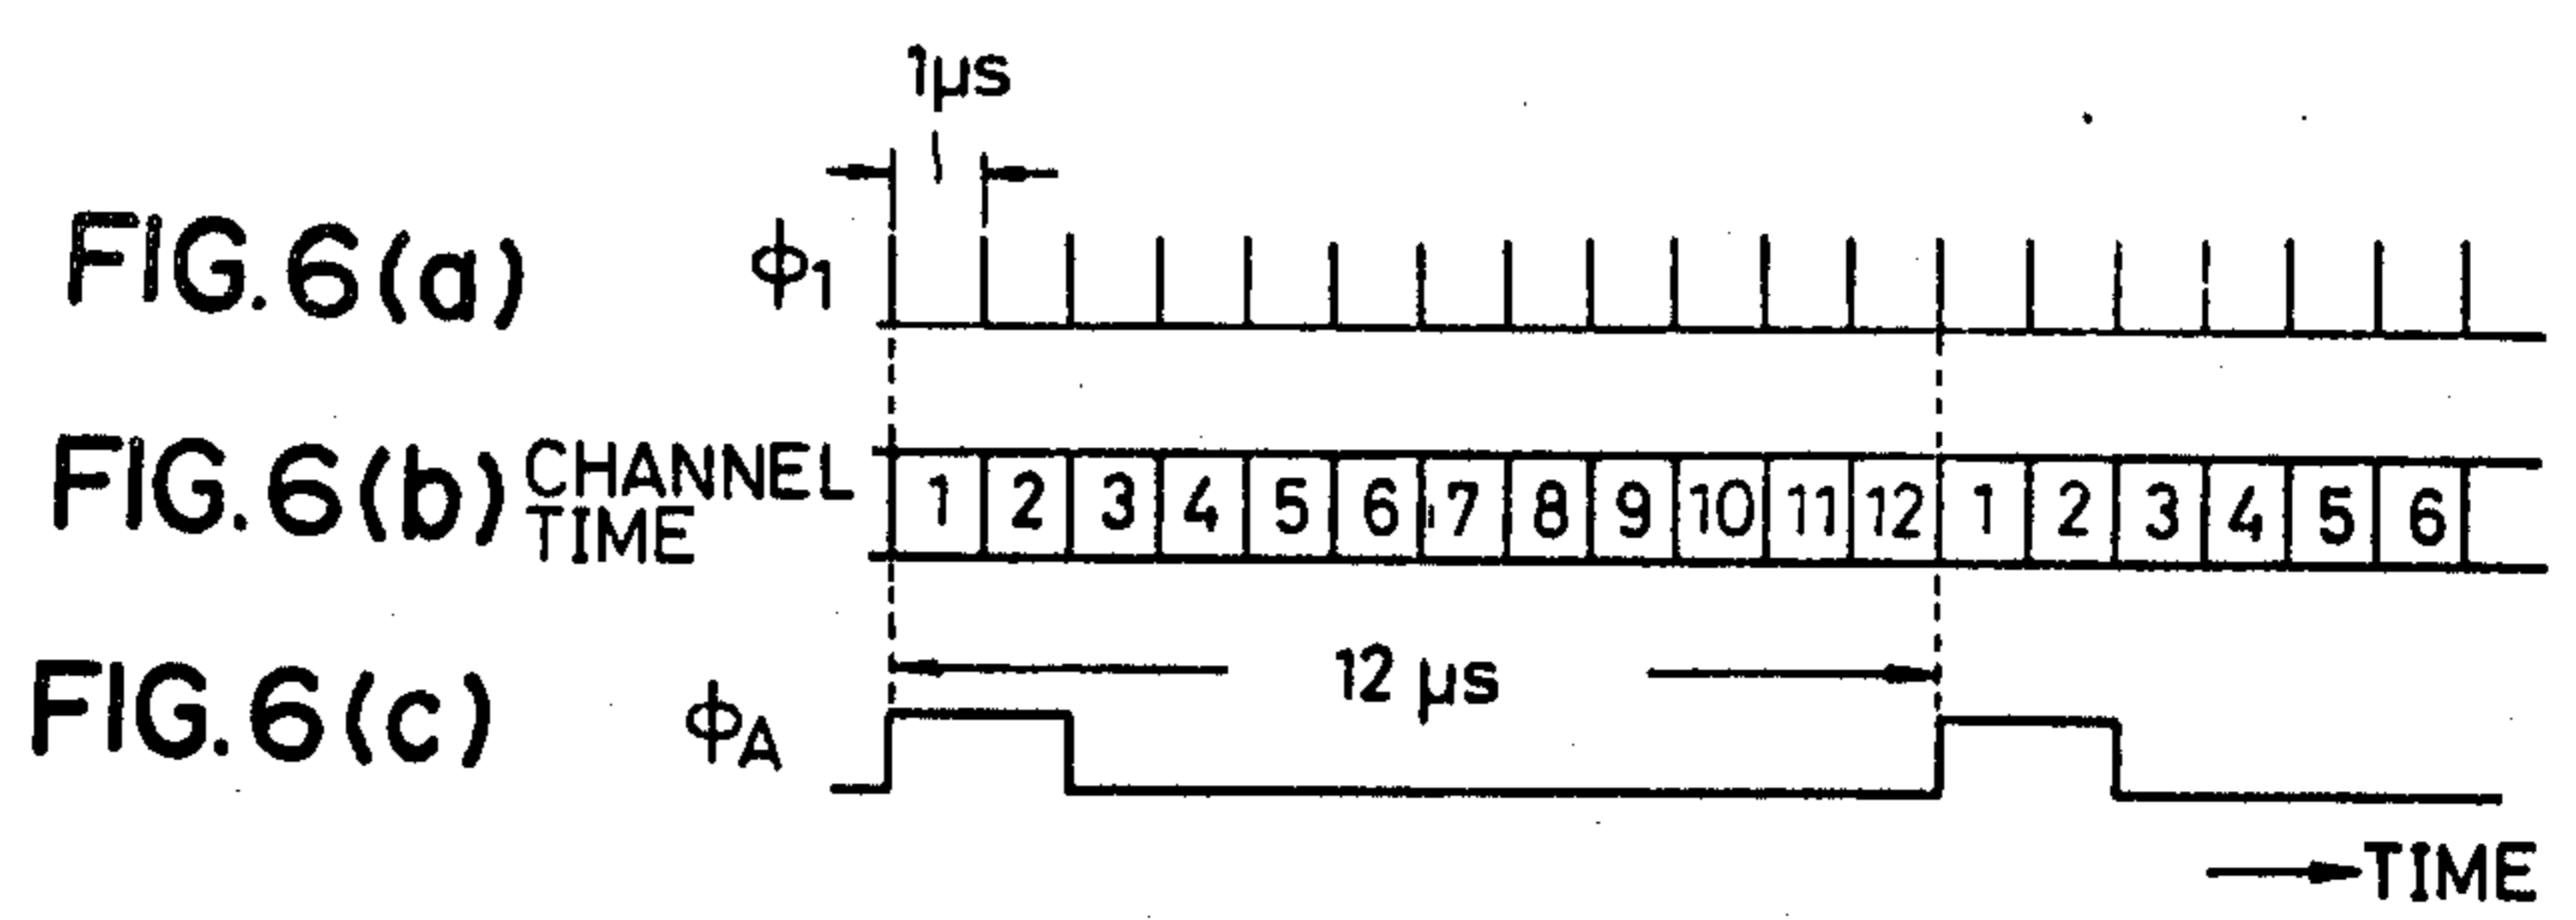 1μs
FIG. 6(a) ϕ1
FIG. 6(b) CHANNEL TIME 1 2 3 4 5 6 7 8 9 10 11 12 1 2 3 4 5 6
12 μs
FIG. 6(c) ϕA
TIME